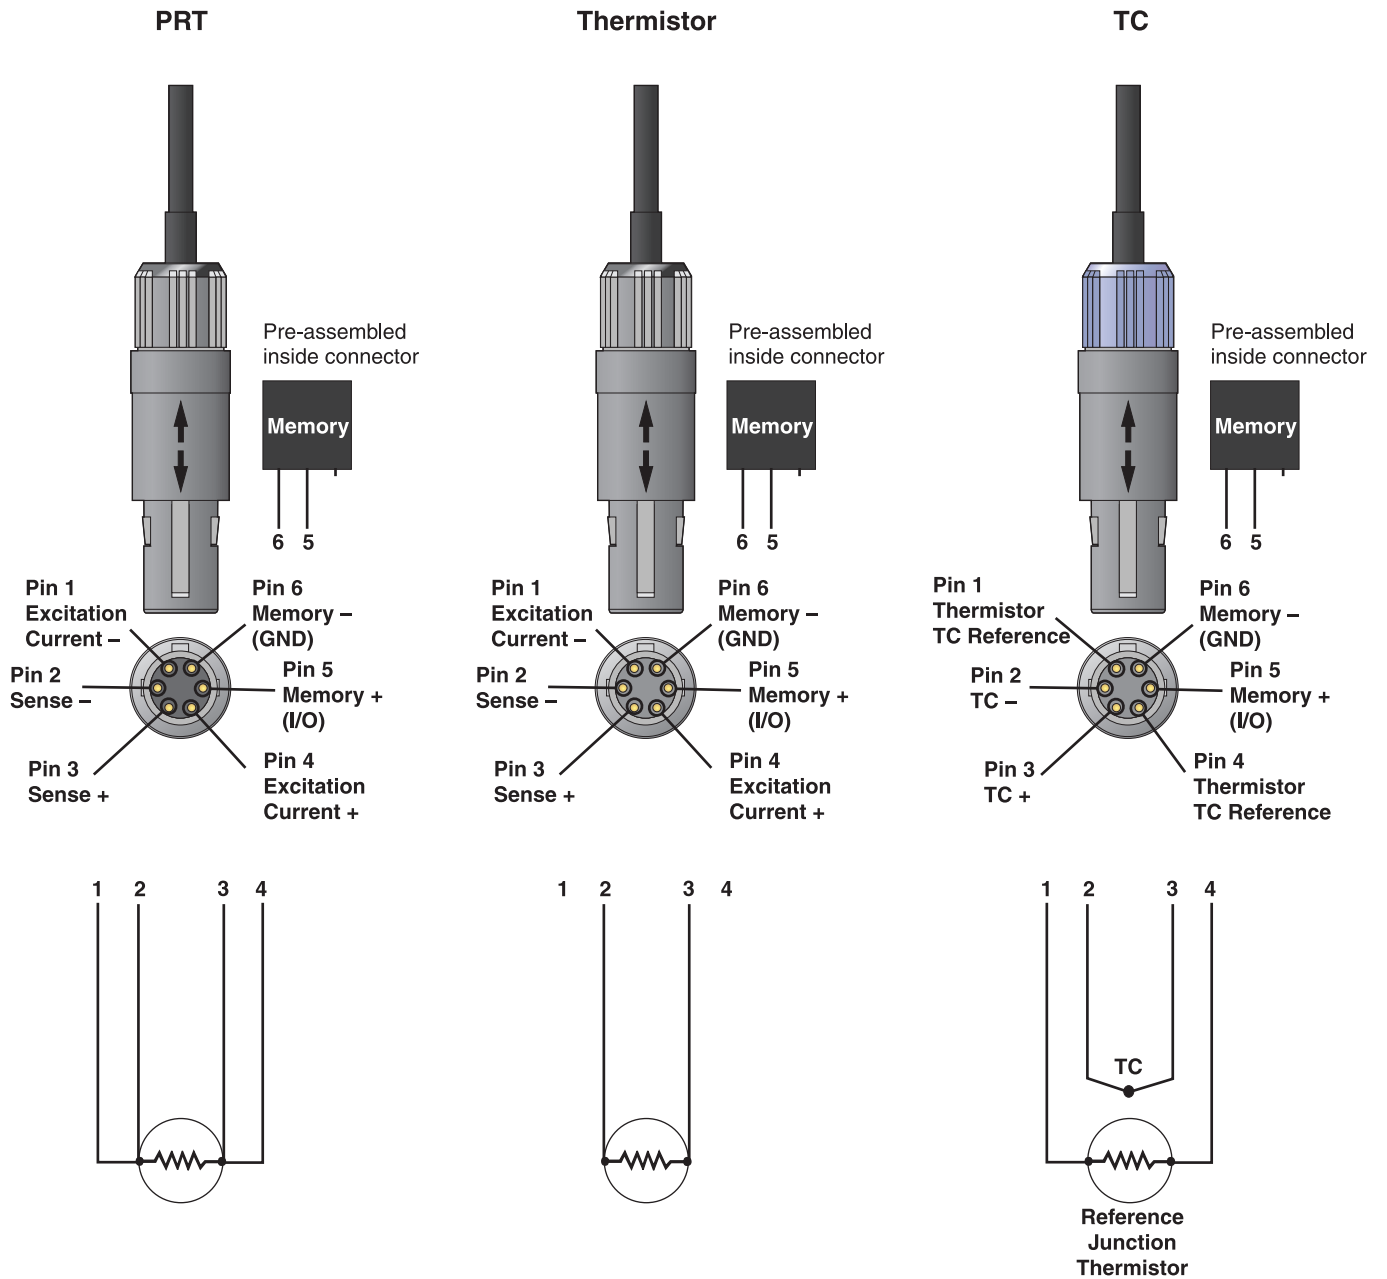 PRT
Pre-assembled
inside connector
Memory
6 5
Pin 1
Excitation
Current –
Pin 6
Memory –
(GND)
Pin 2
Sense –
Pin 5
Memory +
(I/O)
Pin 3
Sense +
Pin 4
Excitation
Current +
1 2 3 4
Thermistor
Pre-assembled
inside connector
Memory
6 5
Pin 1
Excitation
Current –
Pin 6
Memory –
(GND)
Pin 2
Sense –
Pin 5
Memory +
(I/O)
Pin 3
Sense +
Pin 4
Excitation
Current +
1 2 3 4
TC
Pre-assembled
inside connector
Memory
6 5
Pin 1
Thermistor
TC Reference
Pin 6
Memory –
(GND)
Pin 2
TC –
Pin 5
Memory +
(I/O)
Pin 3
TC +
Pin 4
Thermistor
TC Reference
1 2 3 4
TC
Reference
Junction
Thermistor